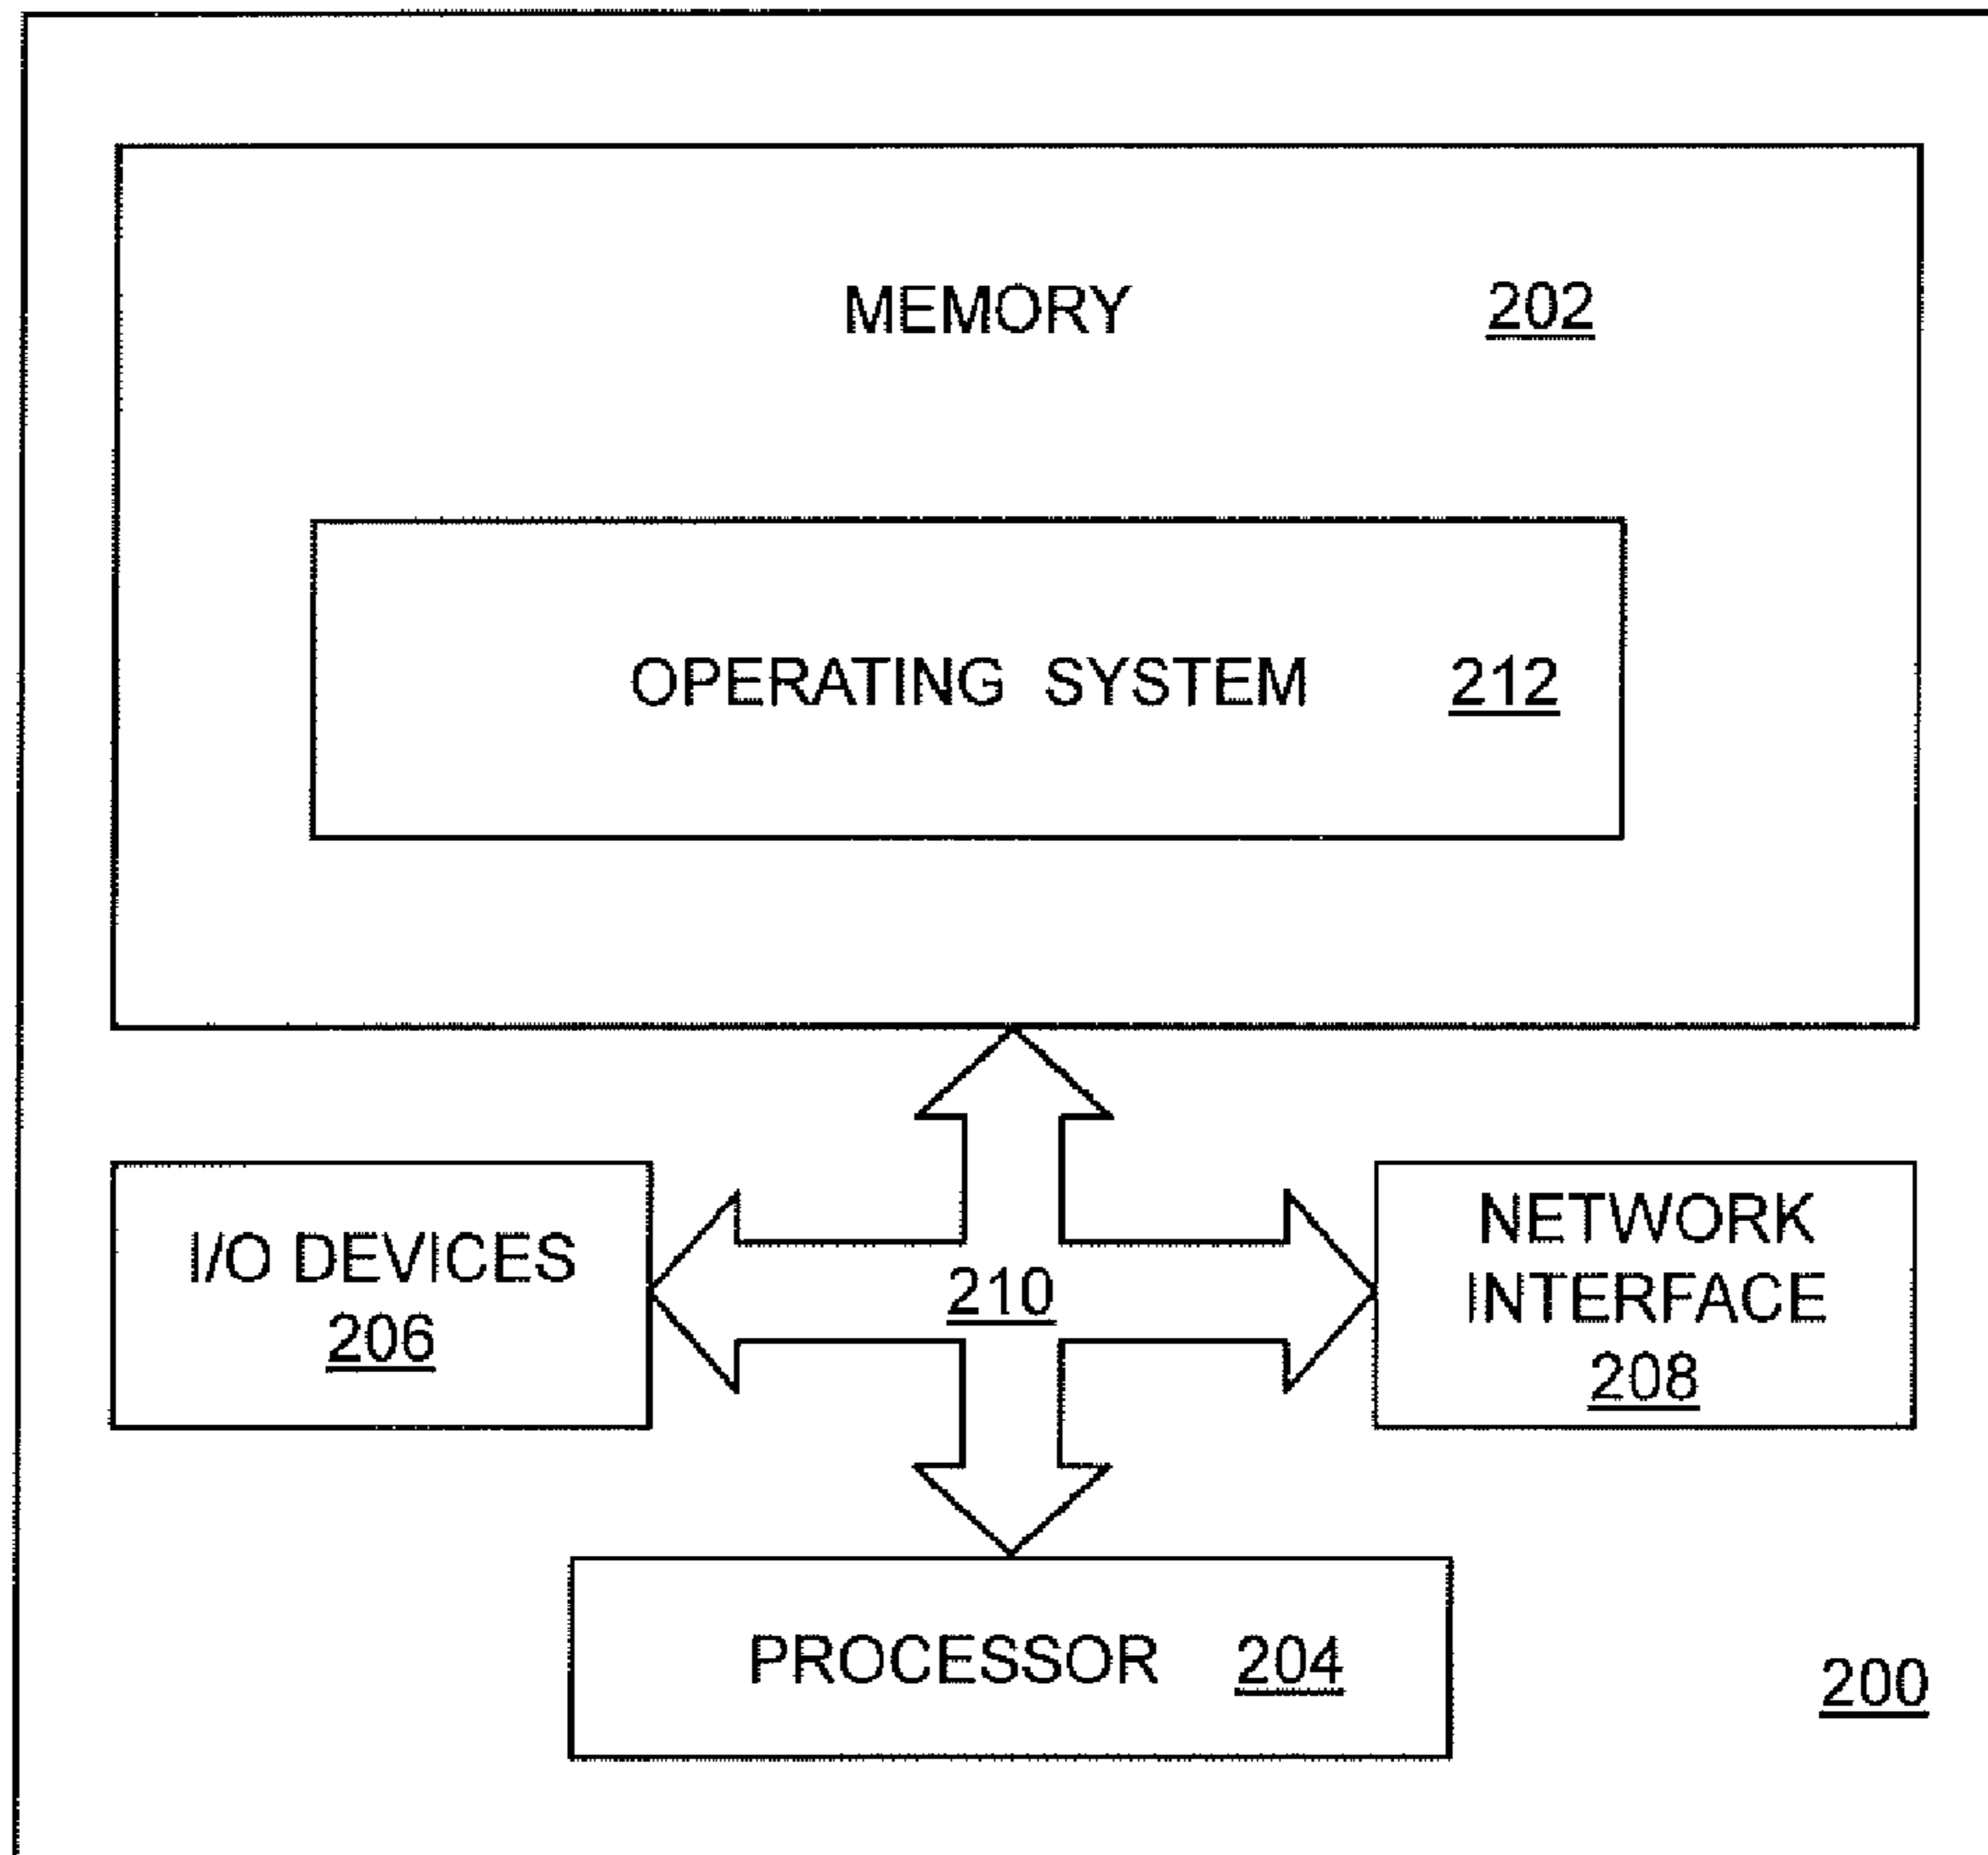 MEMORY 202
OPERATING SYSTEM 212
I/O DEVICES
206
210
NETWORK
INTERFACE
208
PROCESSOR 204
200